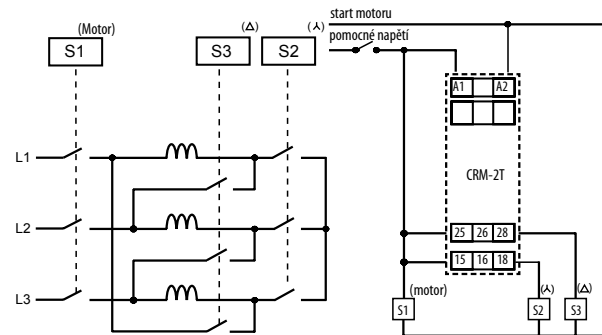 (Motor)
S1
(Δ)
S3
(⅄)
S2
start motoru
pomocné napětí
A1 A2
CRM-2T
L1
L2
L3
25 26 28
15 16 18
(motor)
S1
(⅄)
S2
(Δ)
S3